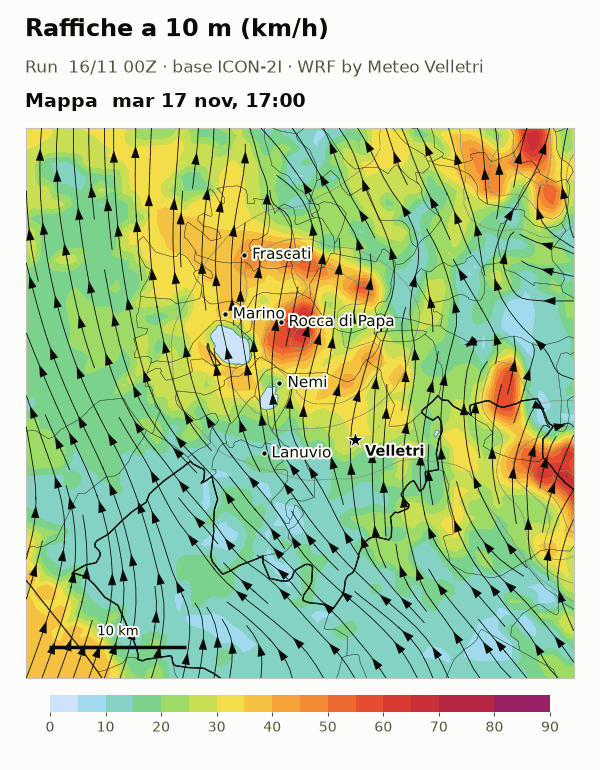 Raffiche a 10 m (km/h)
Run  16/11 00Z · base ICON-2I · WRF by Meteo Velletri
Mappa  mar 17 nov, 17:00
Frascati
Marino
Rocca di Papa
Nemi
Velletri
Lanuvio
10 km
0 10 20 30 40 50 60 70 80 90